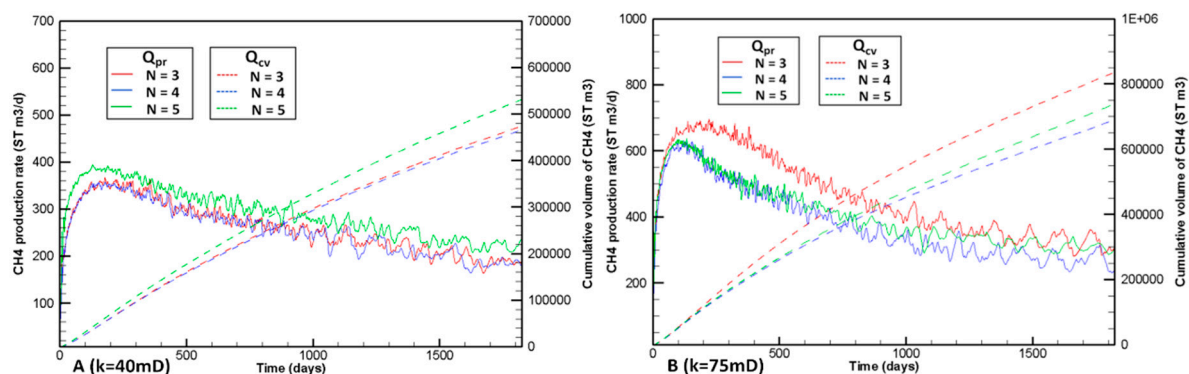 700
600
500
400
300
200
100
0
500
1000
1500
CH4 production rate (ST m3/d)
Time (days)
700000
600000
500000
400000
300000
200000
100000
0
Cumulative volume of CH4 (ST m3)
Qpr
N = 3
N = 4
N = 5
Qcv
N = 3
N = 4
N = 5
A (k=40mD)
1000
800
600
400
200
0
500
1000
1500
CH4 production rate (ST m3/d)
Time (days)
1E+06
800000
600000
400000
200000
0
Cumulative volume of CH4 (ST m3)
Qpr
N = 3
N = 4
N = 5
Qcv
N = 3
N = 4
N = 5
B (k=75mD)